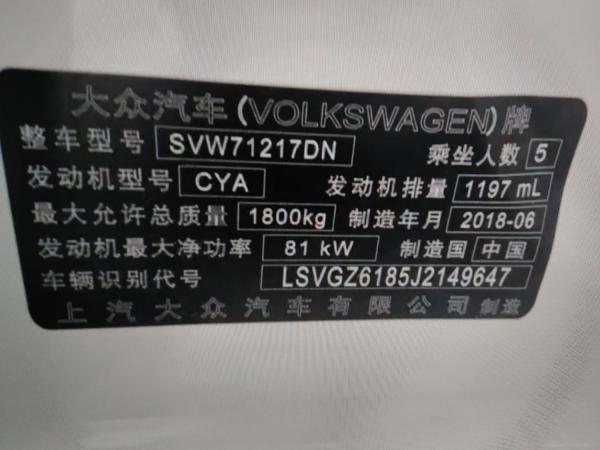 大众汽车(VOLKSWAGEN)牌
整车型号 SVW71217DN 乘坐人数 5
发动机型号 CYA 发动机排量 1197 mL
最大允许总质量 1800kg 制造年月 2018-06
发动机最大净功率 81 kW 制造国 中国
车辆识别代号 LSVGZ6185J2149647
上汽大众汽车有限公司 制造